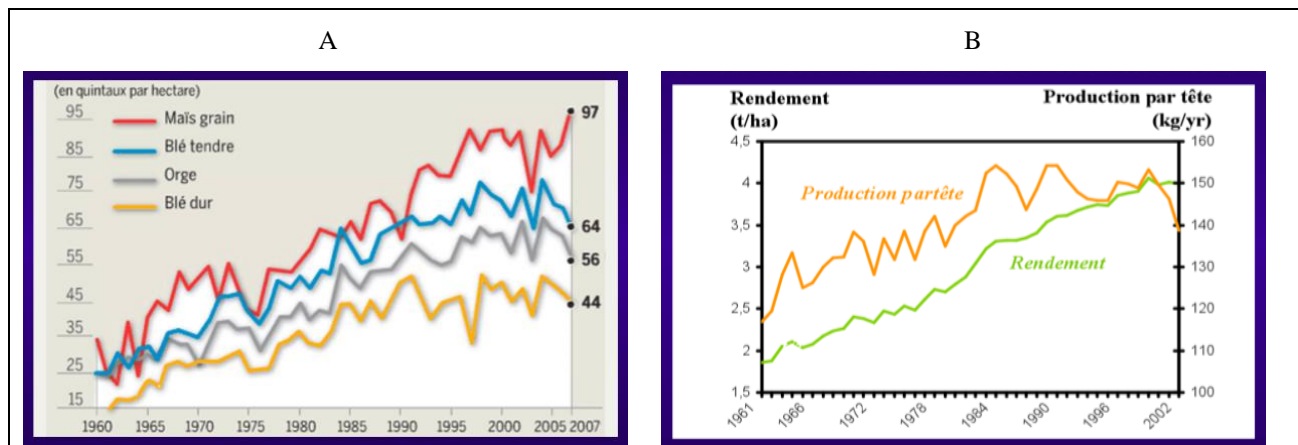 A
(en quintaux par hectare)
95
85
75
65
55
45
35
25
15
Maïs grain
Blé tendre
Orge
Blé dur
97
64
56
44
1960 1965 1970 1975 1980 1985 1990 1995 2000 2005 2007
B
Rendement
(t/ha)
Production par tête
(kg/yr)
4,5
4
3,5
3
2,5
2
1,5
160
150
140
130
120
110
100
Production partête
Rendement
1961 1966 1972 1978 1984 1990 1996 2002